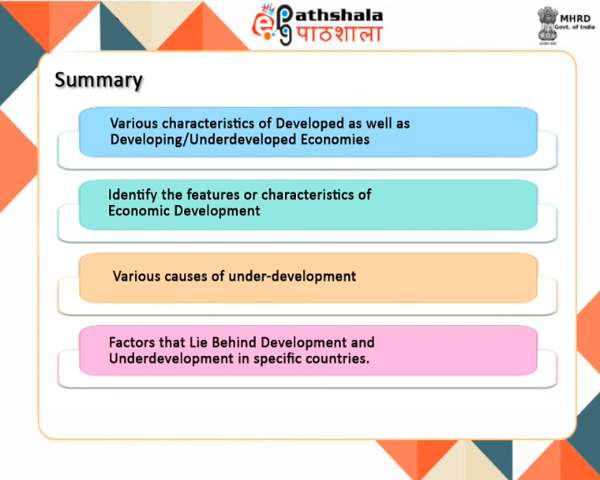 e-Pathshala
पाठशाला
MHRD
Govt. of India
Summary
Various characteristics of Developed as well as
Developing/Underdeveloped Economies
Identify the features or characteristics of
Economic Development
Various causes of under-development
Factors that Lie Behind Development and
Underdevelopment in specific countries.